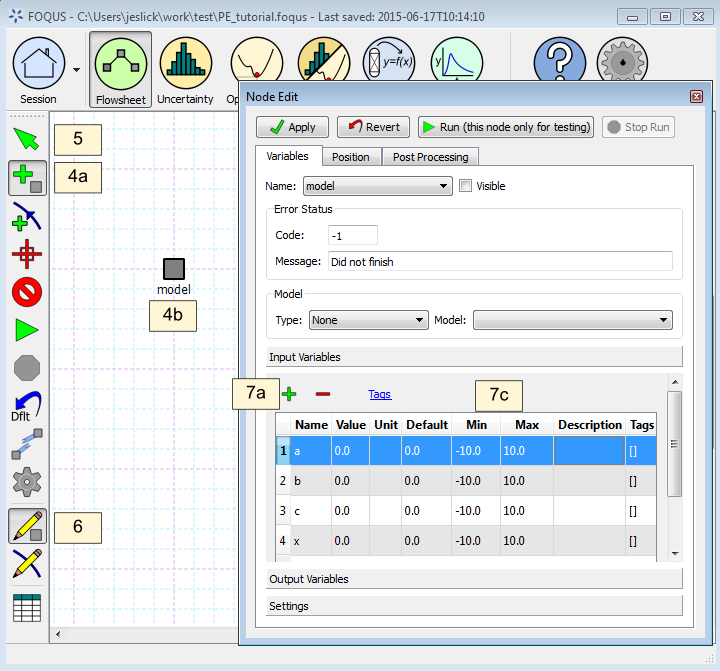 FOQUS - C:\Users\jeslick\work\test\PE_tutorial.foqus - Last saved: 2015-06-17T10:14:10
y=f(x)
y
?
Session
Flowsheet
Uncertainty
Node Edit
Apply
Revert
Run (this node only for testing)
Stop Run
Variables
Position
Post Processing
Name: model
Visible
Error Status
Code: -1
Message: Did not finish
Model
Type: None
Model:
Input Variables
7a
Tags
7c
Name Value Unit Default Min Max Description Tags
1 a 0.0 0.0 -10.0 10.0 []
2 b 0.0 0.0 -10.0 10.0 []
3 c 0.0 0.0 -10.0 10.0 []
4 x 0.0 0.0 -10.0 10.0 []
Output Variables
Settings
5
4a
model
4b
Dflt
6